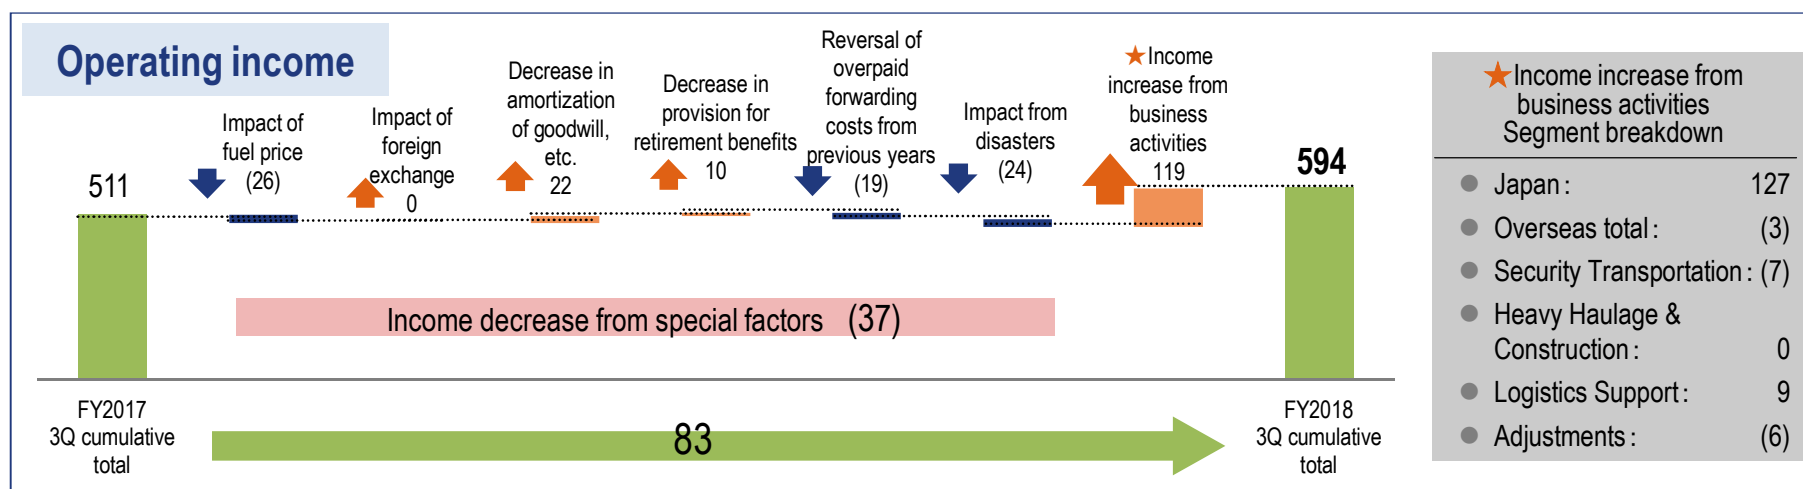 Operating income
Impact of
fuel price
(26)
Impact of
foreign
exchange
0
Decrease in
amortization
of goodwill,
etc.
22
Decrease in
provision for
retirement benefits
10
Reversal of
overpaid
forwarding
costs from
previous years
(19)
Impact from
disasters
(24)
★Income
increase from
business
activities
119
511
594
Income decrease from special factors (37)
FY2017
3Q cumulative
total
83
FY2018
3Q cumulative
total
★Income increase from
business activities
Segment breakdown
● Japan: 127
● Overseas total: (3)
● Security Transportation: (7)
● Heavy Haulage &
Construction: 0
● Logistics Support: 9
● Adjustments: (6)